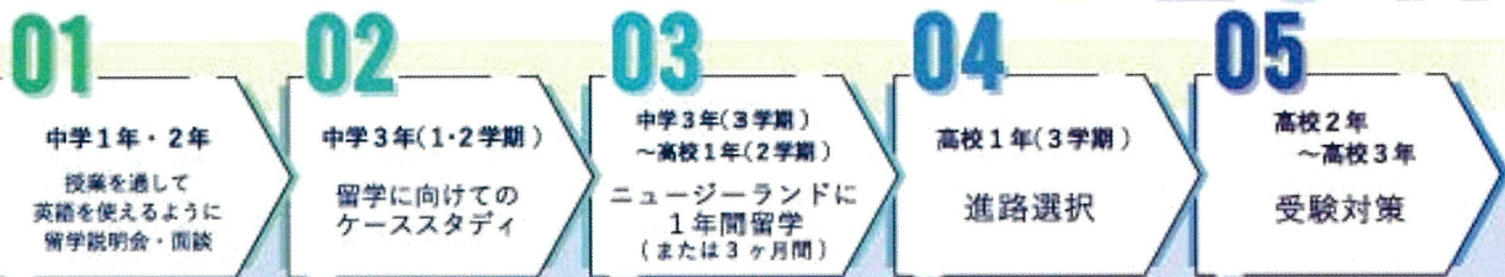 01
中学1年・2年
授業を通して
英語を使えるように
留学説明会・面談
02
中学3年(1・2学期)
留学に向けての
ケーススタディ
03
中学3年(3学期)
〜高校1年(2学期)
ニュージーランドに
1年間留学
(または3ヶ月間)
04
高校1年(3学期)
進路選択
05
高校2年
〜高校3年
受験対策